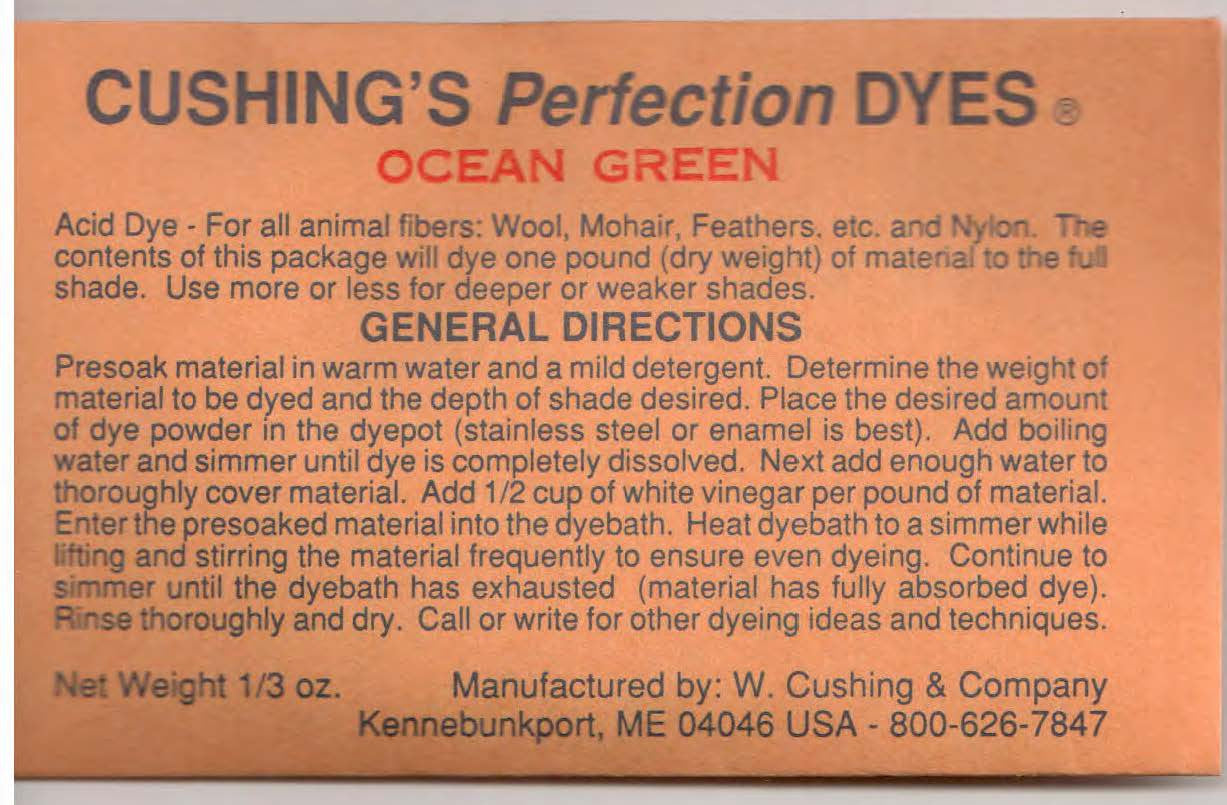 CUSHING'S Perfection DYES ®
OCEAN GREEN
Acid Dye - For all animal fibers: Wool, Mohair, Feathers. etc. and Nylon. The
contents of this package will dye one pound (dry weight) of material to the full
shade. Use more or less for deeper or weaker shades.
GENERAL DIRECTIONS
Presoak material in warm water and a mild detergent. Determine the weight of
material to be dyed and the depth of shade desired. Place the desired amount
of dye powder in the dyepot (stainless steel or enamel is best). Add boiling
water and simmer until dye is completely dissolved. Next add enough water to
thoroughly cover material. Add 1/2 cup of white vinegar per pound of material.
Enter the presoaked material into the dyebath. Heat dyebath to a simmer while
lifting and stirring the material frequently to ensure even dyeing. Continue to
simmer until the dyebath has exhausted (material has fully absorbed dye).
Rinse thoroughly and dry. Call or write for other dyeing ideas and techniques.
Net Weight 1/3 oz. Manufactured by: W. Cushing & Company
Kennebunkport, ME 04046 USA - 800-626-7847